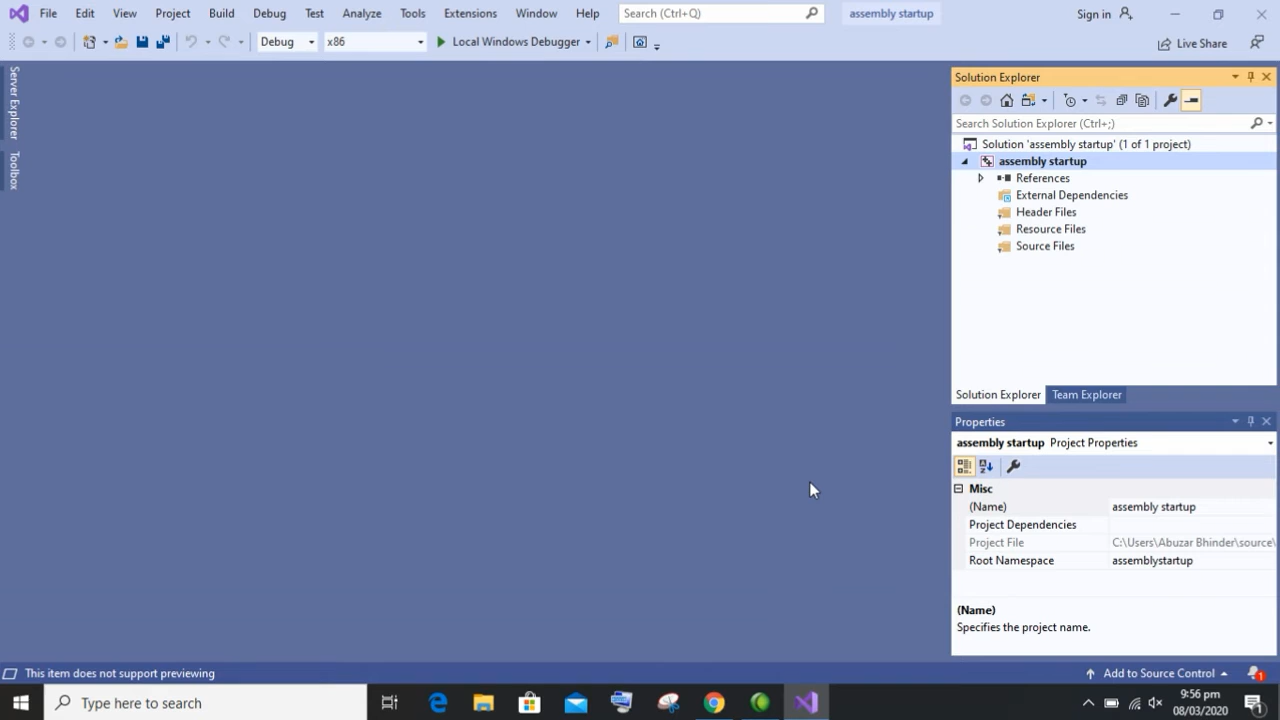 File Edit View Project Build Debug Test Analyze Tools Extensions Window Help Search (Ctrl+Q) assembly startup Sign in
Debug x86 Local Windows Debugger Live Share
Server Explorer
Toolbox
Solution Explorer
Search Solution Explorer (Ctrl+;)
Solution 'assembly startup' (1 of 1 project)
assembly startup
References
External Dependencies
Header Files
Resource Files
Source Files
Solution Explorer Team Explorer
Properties
assembly startup Project Properties
Misc
(Name) assembly startup
Project Dependencies
Project File C:\Users\Abuzar Bhinder\source\
Root Namespace assemblystartup
(Name)
Specifies the project name.
This item does not support previewing Add to Source Control 1
Type here to search 9:56 pm
08/03/2020 1